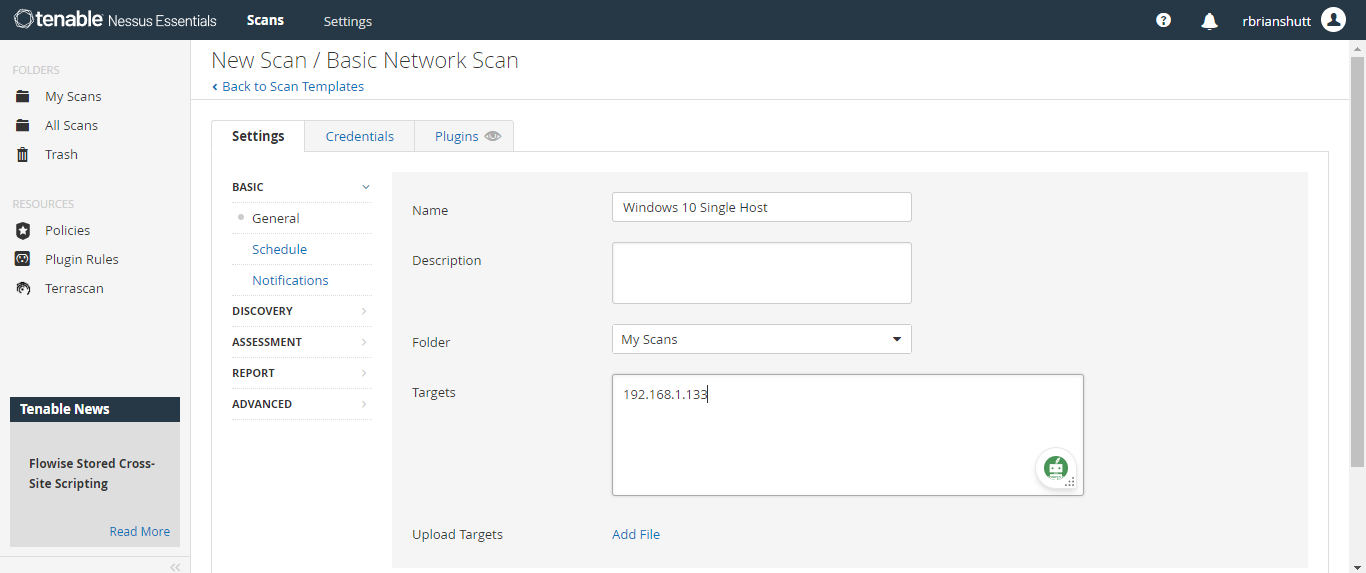 tenable Nessus Essentials Scans Settings ? rbrianshutt
FOLDERS
My Scans
All Scans
Trash
RESOURCES
Policies
Plugin Rules
Terrascan
Tenable News
Flowise Stored Cross-
Site Scripting
Read More
New Scan / Basic Network Scan
Back to Scan Templates
Settings Credentials Plugins
BASIC
General
Schedule
Notifications
DISCOVERY
ASSESSMENT
REPORT
ADVANCED
Name Windows 10 Single Host
Description
Folder My Scans
Targets 192.168.1.133
Upload Targets Add File